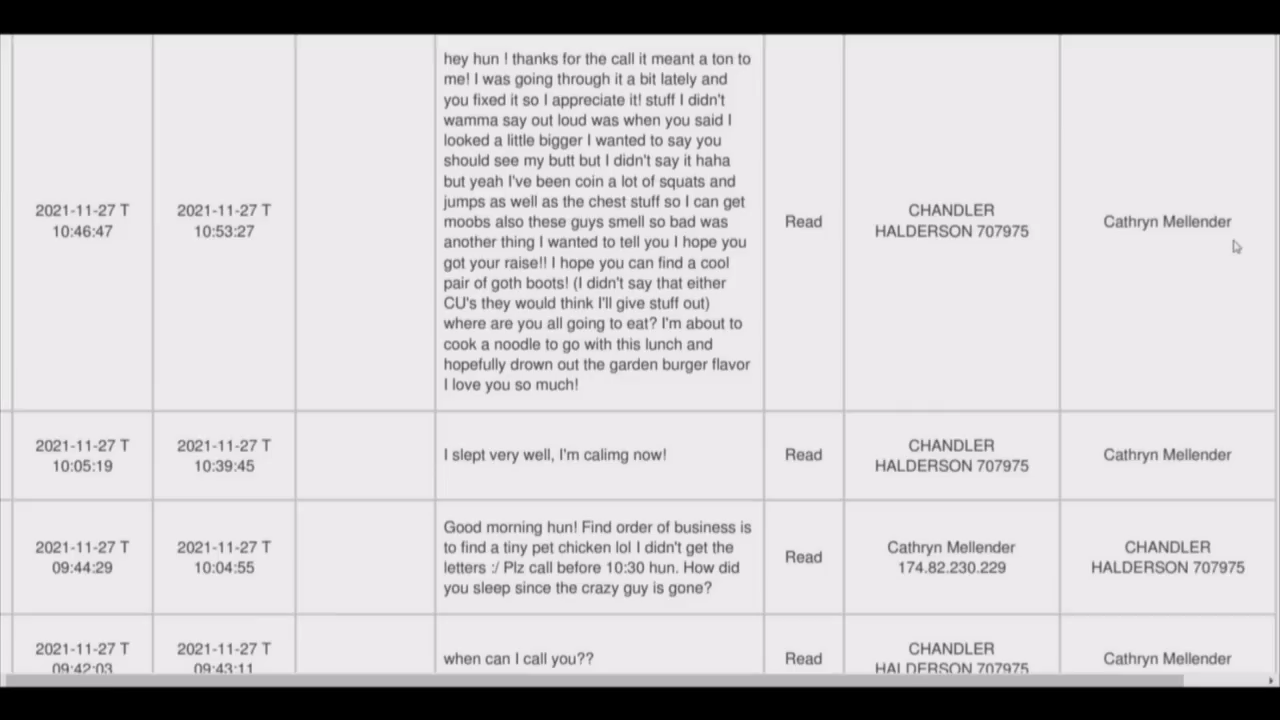 2021-11-27 T
10:46:47
2021-11-27 T
10:53:27
hey hun ! thanks for the call it meant a ton to
me! I was going through it a bit lately and
you fixed it so I appreciate it! stuff I didn't
wamma say out loud was when you said I
looked a little bigger I wanted to say you
should see my butt but I didn't say it haha
but yeah I've been coin a lot of squats and
jumps as well as the chest stuff so I can get
moobs also these guys smell so bad was
another thing I wanted to tell you I hope you
got your raise!! I hope you can find a cool
pair of goth boots! (I didn't say that either
CU's they would think I'll give stuff out)
where are you all going to eat? I'm about to
cook a noodle to go with this lunch and
hopefully drown out the garden burger flavor
I love you so much!
Read
CHANDLER
HALDERSON 707975
Cathryn Mellender
2021-11-27 T
10:05:19
2021-11-27 T
10:39:45
I slept very well, I'm calimg now!
Read
CHANDLER
HALDERSON 707975
Cathryn Mellender
2021-11-27 T
09:44:29
2021-11-27 T
10:04:55
Good morning hun! Find order of business is
to find a tiny pet chicken lol I didn't get the
letters :/ Plz call before 10:30 hun. How did
you sleep since the crazy guy is gone?
Read
Cathryn Mellender
174.82.230.229
CHANDLER
HALDERSON 707975
2021-11-27 T
09:42:03
2021-11-27 T
09:43:11
when can I call you??
Read
CHANDLER
HALDERSON 707975
Cathryn Mellender